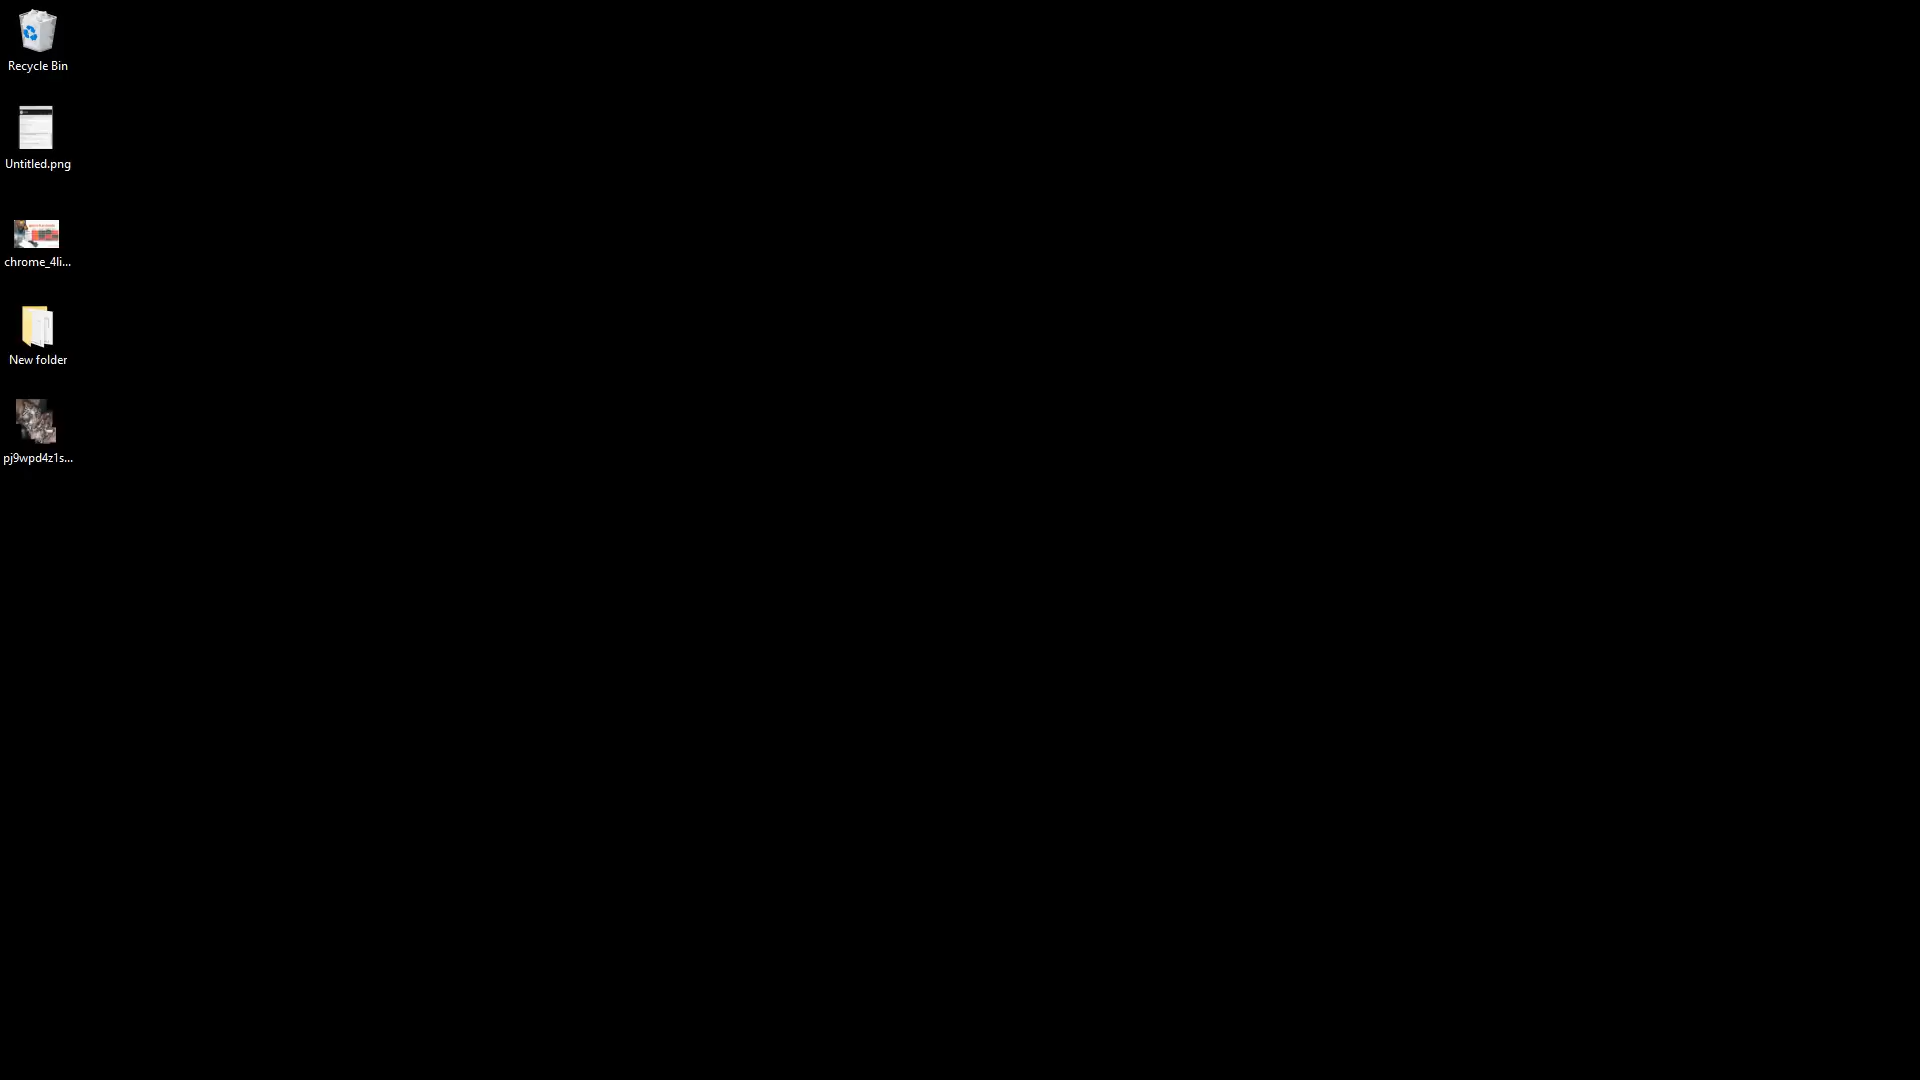 Recycle Bin
Untitled.png
chrome_4li...
New folder
pj9wpd4z1s...